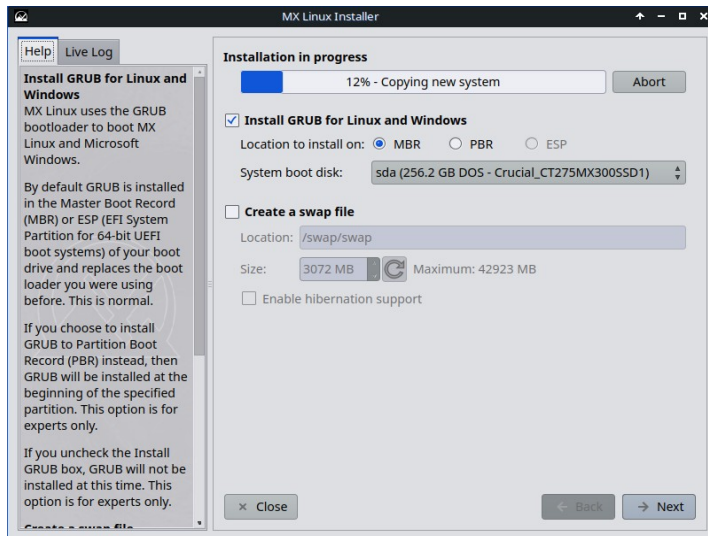 MX Linux Installer
Help
Live Log
Install GRUB for Linux and
Windows
MX Linux uses the GRUB
bootloader to boot MX
Linux and Microsoft
Windows.
By default GRUB is installed
in the Master Boot Record
(MBR) or ESP (EFI System
Partition for 64-bit UEFI
boot systems) of your boot
drive and replaces the boot
loader you were using
before. This is normal.
If you choose to install
GRUB to Partition Boot
Record (PBR) instead, then
GRUB will be installed at the
beginning of the specified
partition. This option is for
experts only.
If you uncheck the Install
GRUB box, GRUB will not be
installed at this time. This
option is for experts only.
Create a swap file
Installation in progress
12% - Copying new system
Abort
Install GRUB for Linux and Windows
Location to install on: MBR PBR ESP
System boot disk: sda (256.2 GB DOS - Crucial_CT275MX300SSD1)
Create a swap file
Location: /swap/swap
Size: 3072 MB Maximum: 42923 MB
Enable hibernation support
Close
Back
Next